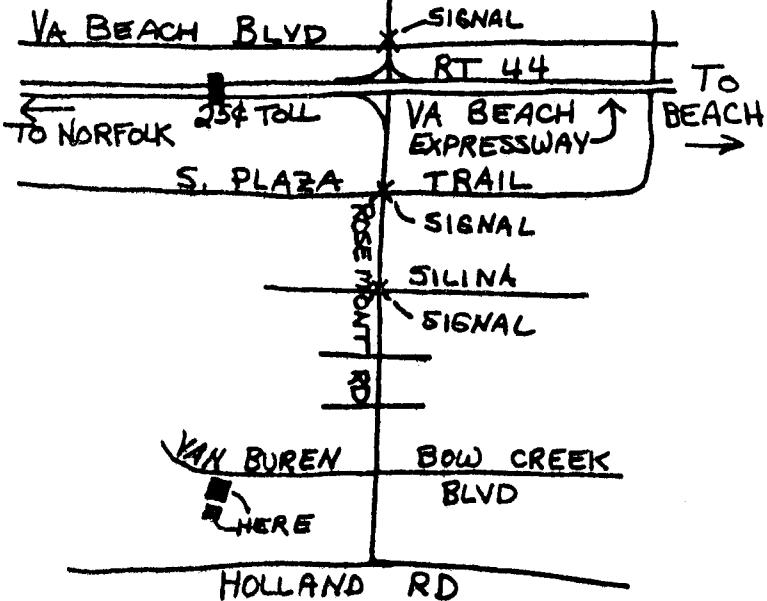 SIGNAL
VA BEACH BLVD
RT 44
TO BEACH
25¢ TOLL
TO NORFOLK
VA BEACH
EXPRESSWAY
S. PLAZA TRAIL
SIGNAL
ROSEMONT RD
SILINA
SIGNAL
VAN BUREN
BOW CREEK
BLVD
HERE
HOLLAND RD